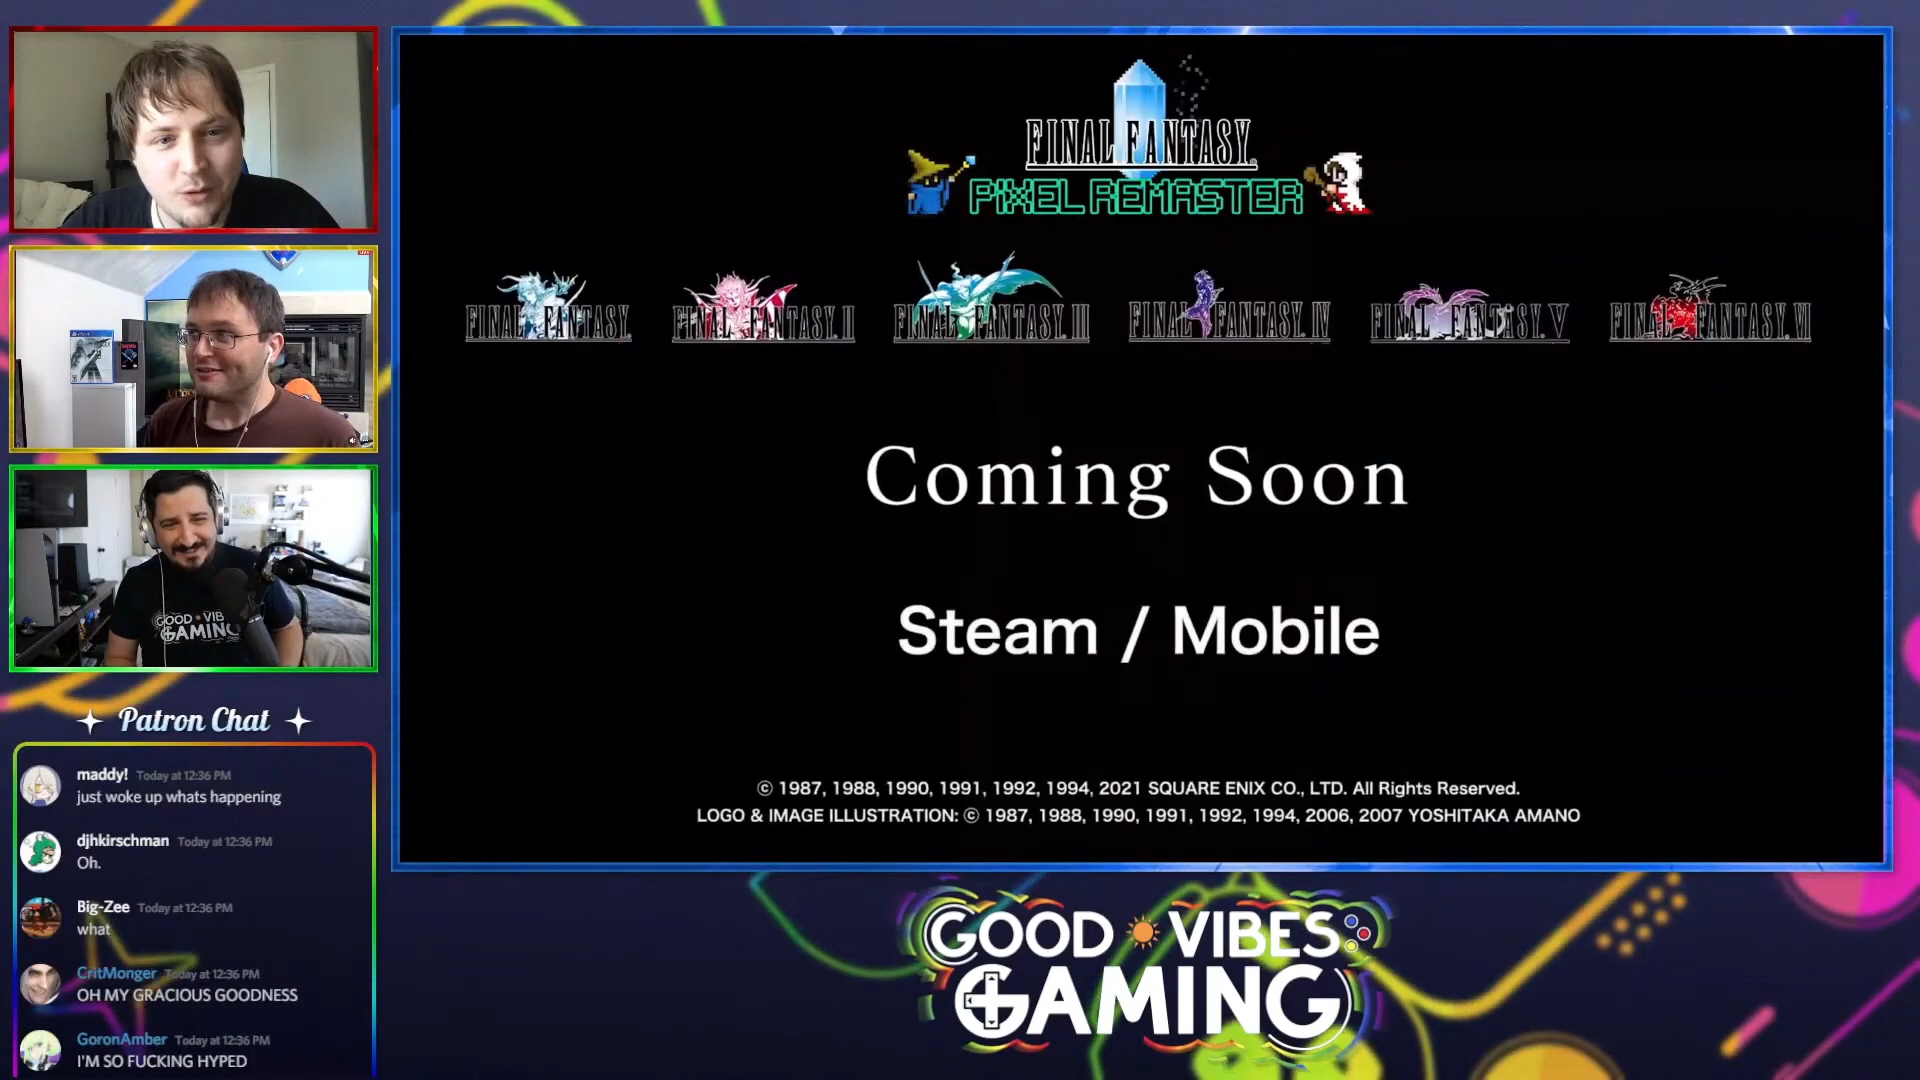 FINAL FANTASY
PIXEL REMASTER
FINAL FANTASY
FINAL FANTASY II
FINAL FANTASY III
FINAL FANTASY IV
FINAL FANTASY V
FINAL FANTASY VI
Coming Soon
Steam / Mobile
© 1987, 1988, 1990, 1991, 1992, 1994, 2021 SQUARE ENIX CO., LTD. All Rights Reserved.
LOGO & IMAGE ILLUSTRATION: © 1987, 1988, 1990, 1991, 1992, 1994, 2006, 2007 YOSHITAKA AMANO
GOOD VIB
GAMING
Patron Chat
maddy! Today at 12:36 PM
just woke up whats happening
djhkirschman Today at 12:36 PM
Oh.
Big-Zee Today at 12:36 PM
what
CritMonger Today at 12:36 PM
OH MY GRACIOUS GOODNESS
GoronAmber Today at 12:36 PM
I'M SO FUCKING HYPED
GOOD VIBES
GAMING